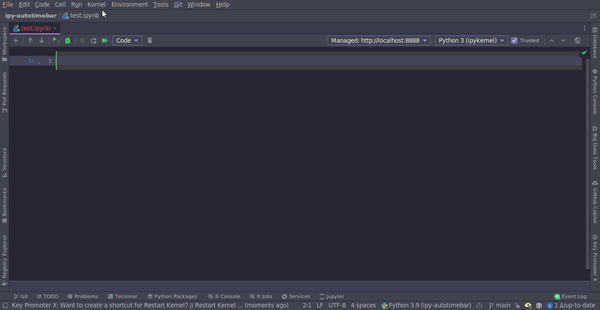 File Edit Code Cell Run Kernel Environment Tools Git Window Help
ipy-autotimebar test.ipynb
test.ipynb
Code Managed: http://localhost:8888 Python 3 (ipykernel) Trusted
1
Workspace
Pull Requests
Structure
Bookmarks
Registry Explorer
Database
Python Console
Big Data Tools
GitHub Copilot
Key Promoter X
Git TODO Problems Terminal Python Packages R Console R Jobs Services Jupyter Event Log
Key Promoter X: Want to create a shortcut for Restart Kernel? // Restart Kernel ... (moments ago) 2:1 LF UTF-8 4 spaces Python 3.9 (ipy-autotimebar) main 1 Δ/up-to-date